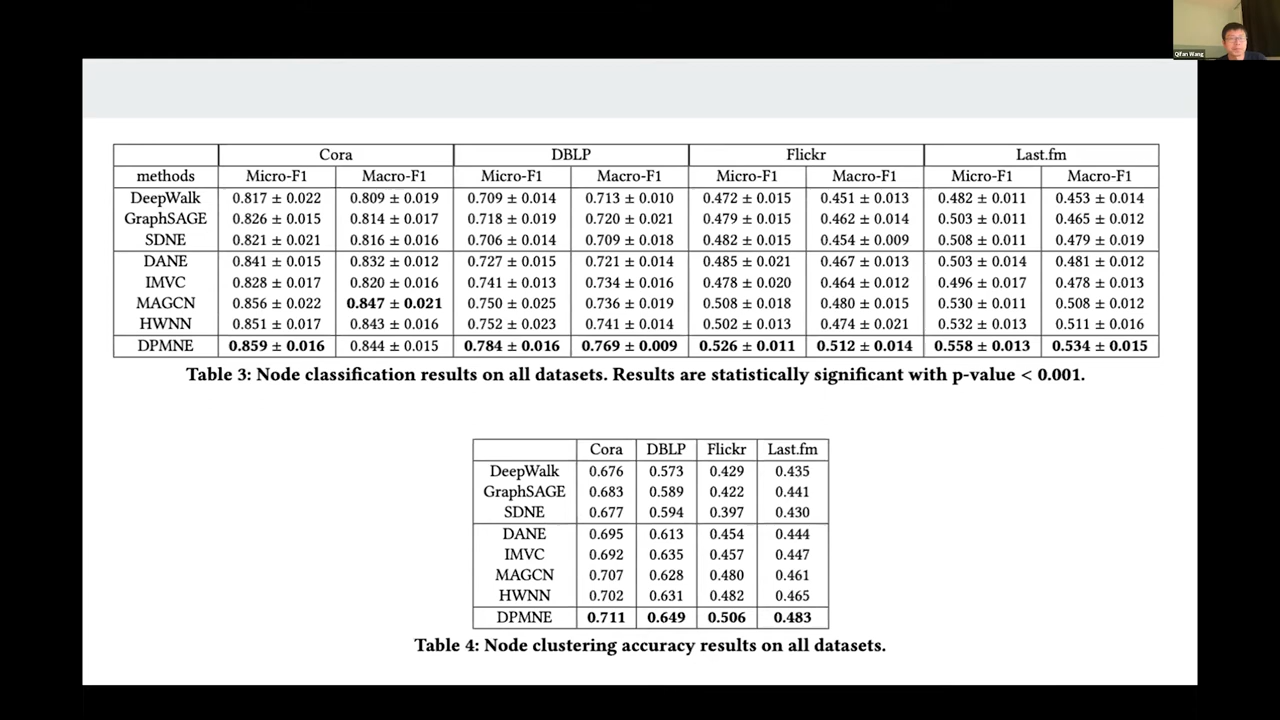 Qifan Wang
Cora DBLP Flickr Last.fm
methods Micro-F1 Macro-F1 Micro-F1 Macro-F1 Micro-F1 Macro-F1 Micro-F1 Macro-F1
DeepWalk 0.817 ± 0.022 0.809 ± 0.019 0.709 ± 0.014 0.713 ± 0.010 0.472 ± 0.015 0.451 ± 0.013 0.482 ± 0.011 0.453 ± 0.014
GraphSAGE 0.826 ± 0.015 0.814 ± 0.017 0.718 ± 0.019 0.720 ± 0.021 0.479 ± 0.015 0.462 ± 0.014 0.503 ± 0.011 0.465 ± 0.012
SDNE 0.821 ± 0.021 0.816 ± 0.016 0.706 ± 0.014 0.709 ± 0.018 0.482 ± 0.015 0.454 ± 0.009 0.508 ± 0.011 0.479 ± 0.019
DANE 0.841 ± 0.015 0.832 ± 0.012 0.727 ± 0.015 0.721 ± 0.014 0.485 ± 0.021 0.467 ± 0.013 0.503 ± 0.014 0.481 ± 0.012
IMVC 0.828 ± 0.017 0.820 ± 0.016 0.741 ± 0.013 0.734 ± 0.016 0.478 ± 0.020 0.464 ± 0.012 0.496 ± 0.017 0.478 ± 0.013
MAGCN 0.856 ± 0.022 0.847 ± 0.021 0.750 ± 0.025 0.736 ± 0.019 0.508 ± 0.018 0.480 ± 0.015 0.530 ± 0.011 0.508 ± 0.012
HWNN 0.851 ± 0.017 0.843 ± 0.016 0.752 ± 0.023 0.741 ± 0.014 0.502 ± 0.013 0.474 ± 0.021 0.532 ± 0.013 0.511 ± 0.016
DPMNE 0.859 ± 0.016 0.844 ± 0.015 0.784 ± 0.016 0.769 ± 0.009 0.526 ± 0.011 0.512 ± 0.014 0.558 ± 0.013 0.534 ± 0.015
Table 3: Node classification results on all datasets. Results are statistically significant with p-value < 0.001.
Cora DBLP Flickr Last.fm
DeepWalk 0.676 0.573 0.429 0.435
GraphSAGE 0.683 0.589 0.422 0.441
SDNE 0.677 0.594 0.397 0.430
DANE 0.695 0.613 0.454 0.444
IMVC 0.692 0.635 0.457 0.447
MAGCN 0.707 0.628 0.480 0.461
HWNN 0.702 0.631 0.482 0.465
DPMNE 0.711 0.649 0.506 0.483
Table 4: Node clustering accuracy results on all datasets.